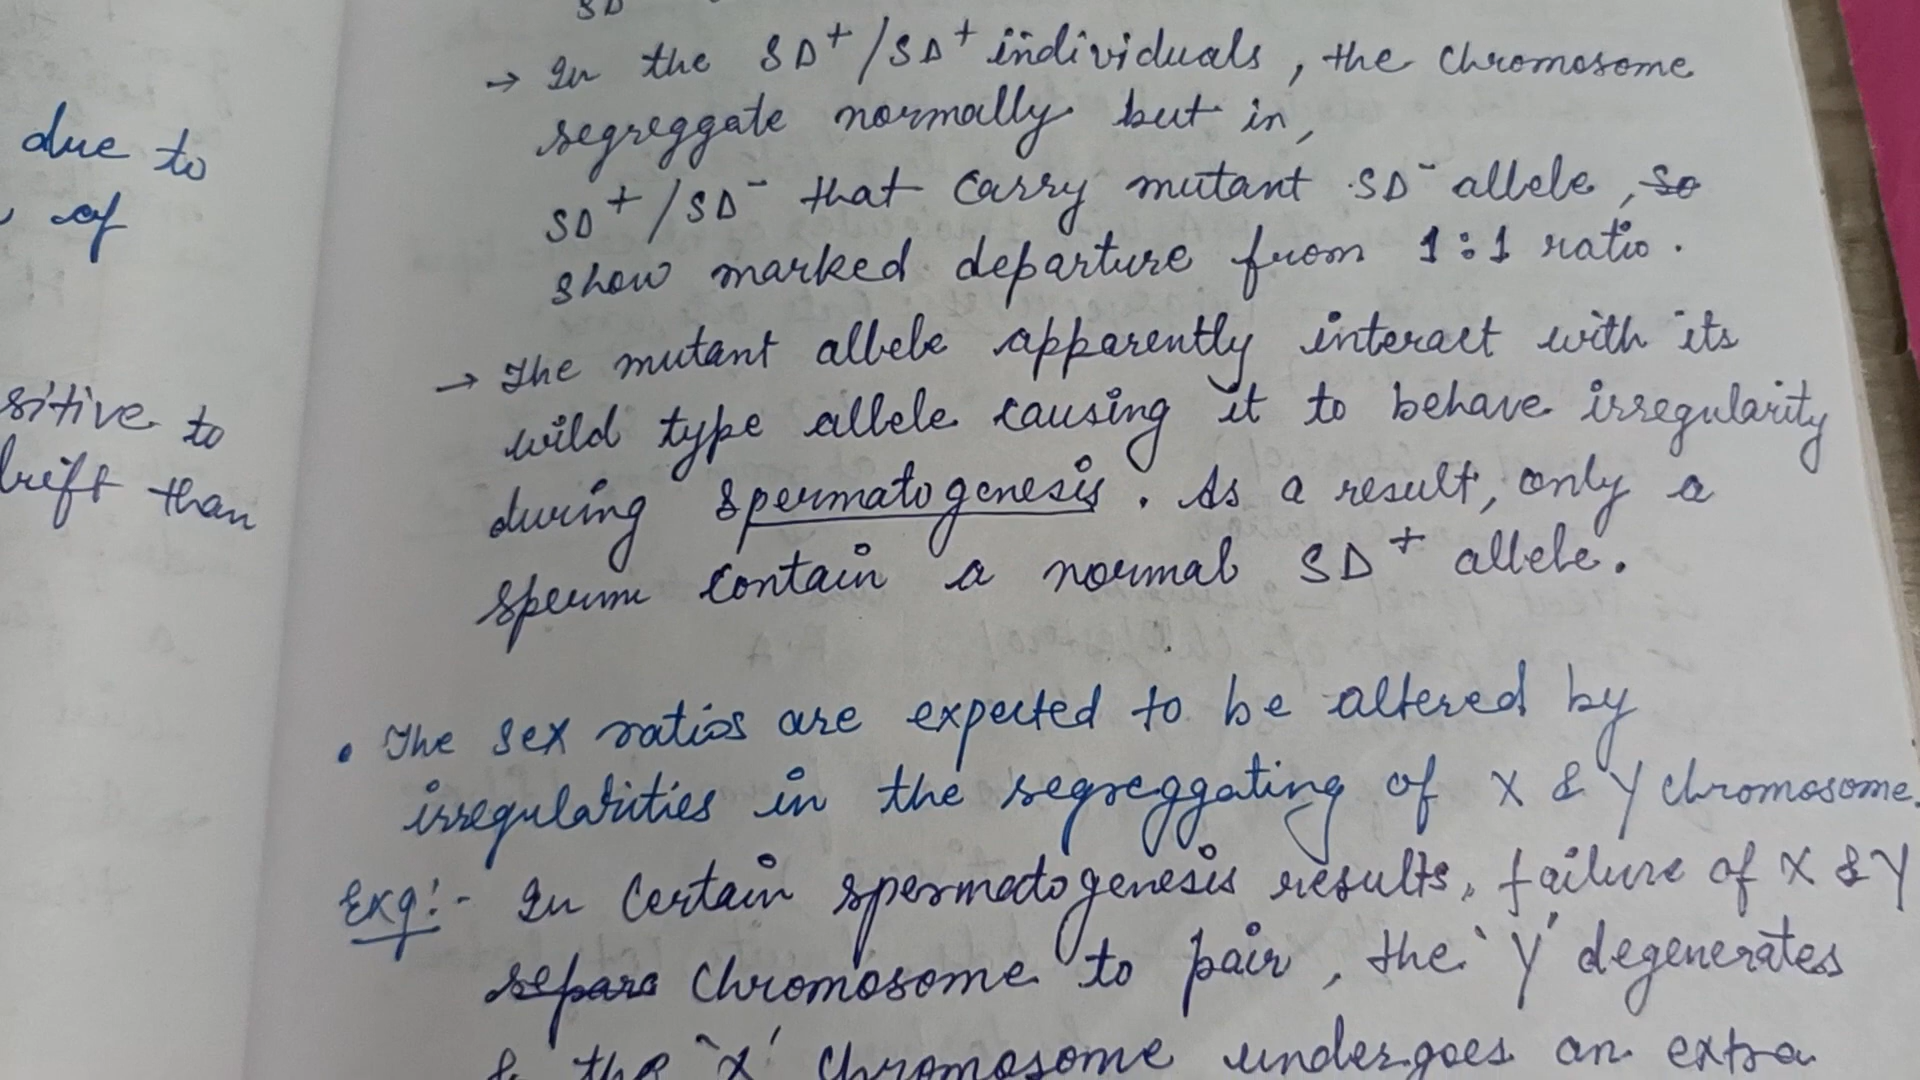 due to
of
sitive to
than
SD
→ In the SD⁺/SD⁺ individuals, the chromosome
segreggate normally but in,
SD⁺/SD⁻ that carry mutant SD⁻ allele, so
show marked departure from 1:1 ratio.
→ The mutant allele apparently interact with its
wild type allele causing it to behave irregularity
during spermatogenesis. As a result, only a
sperm contain a normal SD⁺ allele.
• The sex ratios are expected to be altered by
irregularities in the segreggating of X & Y chromosome.
Exg:- In Certain spermatogenesis results, failure of X & Y
separa Chromosome to pair, the 'Y' degenerates
& the 'X' Chromosome undergoes an extra